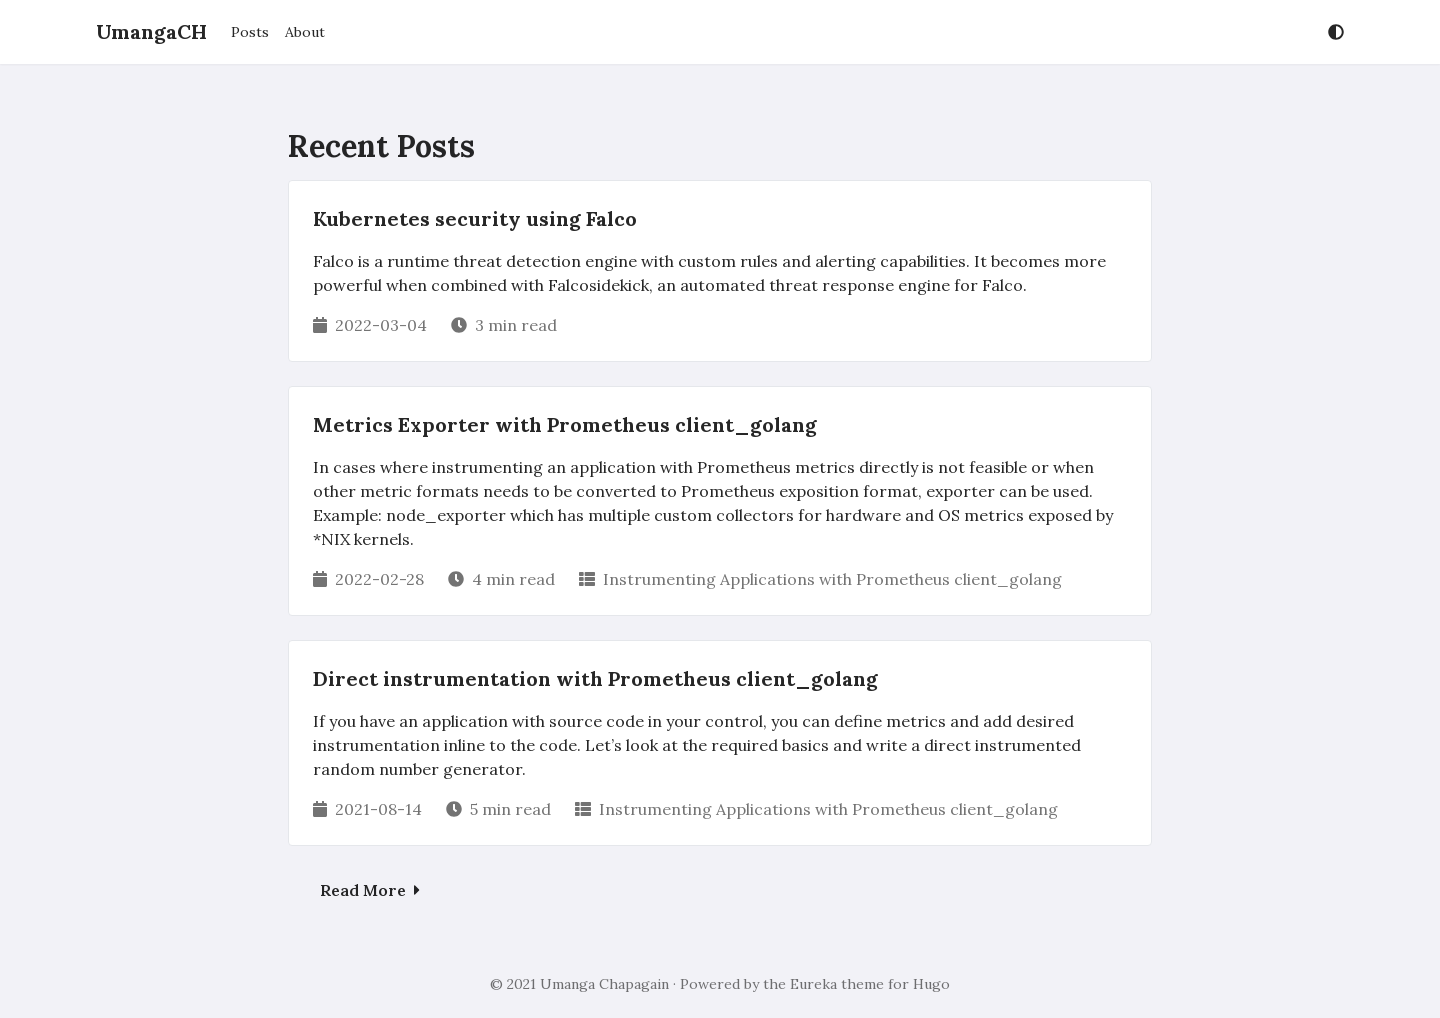 UmangaCH Posts About
Recent Posts
Kubernetes security using Falco
Falco is a runtime threat detection engine with custom rules and alerting capabilities. It becomes more
powerful when combined with Falcosidekick, an automated threat response engine for Falco.
2022-03-04 3 min read
Metrics Exporter with Prometheus client_golang
In cases where instrumenting an application with Prometheus metrics directly is not feasible or when
other metric formats needs to be converted to Prometheus exposition format, exporter can be used.
Example: node_exporter which has multiple custom collectors for hardware and OS metrics exposed by
*NIX kernels.
2022-02-28 4 min read Instrumenting Applications with Prometheus client_golang
Direct instrumentation with Prometheus client_golang
If you have an application with source code in your control, you can define metrics and add desired
instrumentation inline to the code. Let’s look at the required basics and write a direct instrumented
random number generator.
2021-08-14 5 min read Instrumenting Applications with Prometheus client_golang
Read More
© 2021 Umanga Chapagain · Powered by the Eureka theme for Hugo